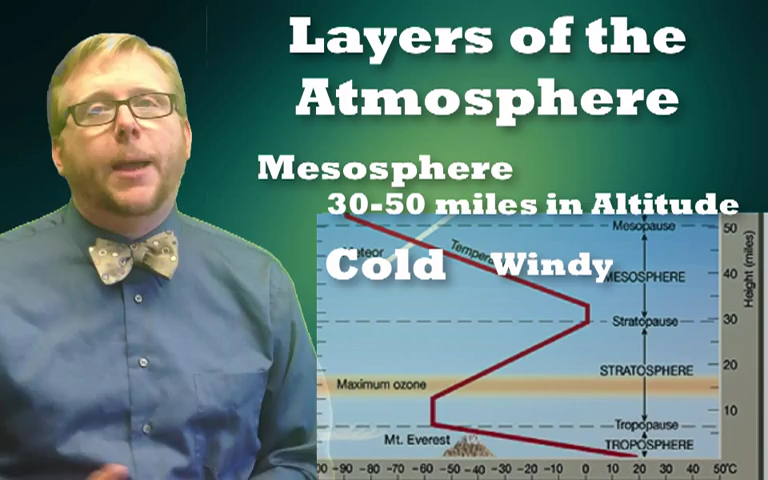 Layers of the
Atmosphere
Mesosphere
30-50 miles in Altitude
Mesopause
50
Meteor
Cold
Windy
MESOSPHERE
40
Height (miles)
Stratopause
30
STRATOSPHERE
20
Maximum ozone
10
Tropopause
Mt. Everest
TROPOSPHERE
-90 -80 -70 -60 -50 -40 -30 -20 -10 0 10 20 30 40 50°C